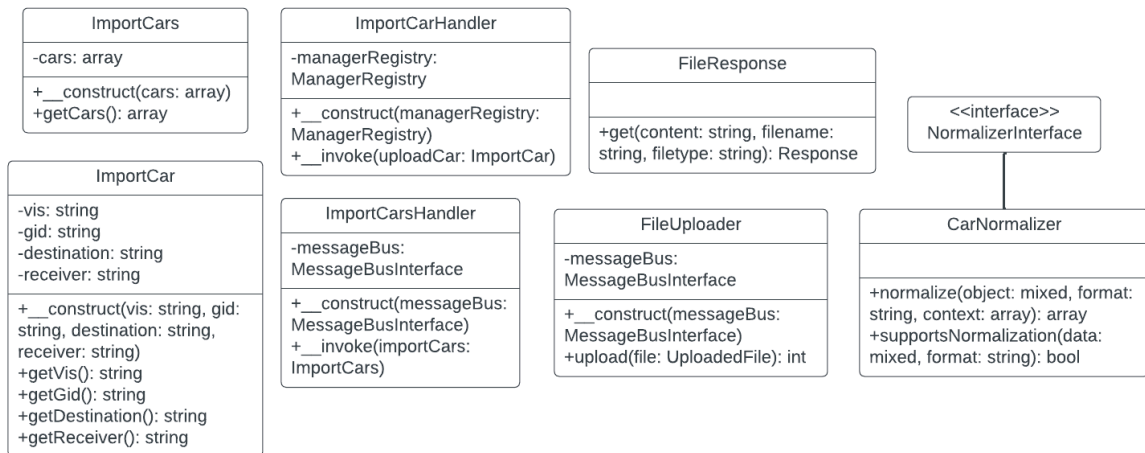 ImportCars
-cars: array
+__construct(cars: array)
+getCars(): array
ImportCar
-vis: string
-gid: string
-destination: string
-receiver: string
+__construct(vis: string, gid:
string, destination: string,
receiver: string)
+getVis(): string
+getGid(): string
+getDestination(): string
+getReceiver(): string
ImportCarHandler
-managerRegistry:
ManagerRegistry
+__construct(managerRegistry:
ManagerRegistry)
+__invoke(uploadCar: ImportCar)
ImportCarsHandler
-messageBus:
MessageBusInterface
+__construct(messageBus:
MessageBusInterface)
+__invoke(importCars:
ImportCars)
FileResponse
+get(content: string, filename:
string, filetype: string): Response
FileUploader
-messageBus:
MessageBusInterface
+__construct(messageBus:
MessageBusInterface)
+upload(file: UploadedFile): int
<<interface>>
NormalizerInterface
CarNormalizer
+normalize(object: mixed, format:
string, context: array): array
+supportsNormalization(data:
mixed, format: string): bool